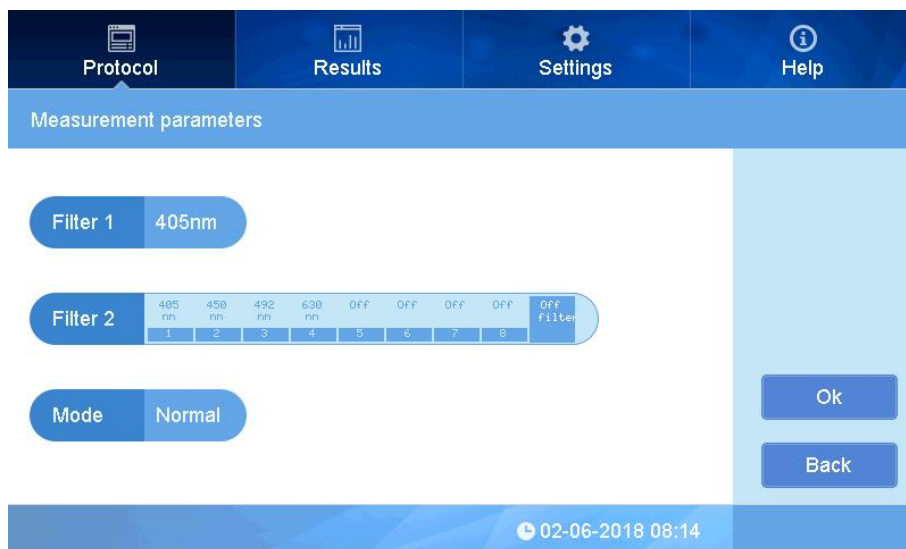 Protocol Results Settings Help
Measurement parameters
Filter 1 405nm
Filter 2
405 450 492 630 Off Off Off Off Off
nm nm nm nm filter
1 2 3 4 5 6 7 8
Mode Normal
Ok
Back
02-06-2018 08:14